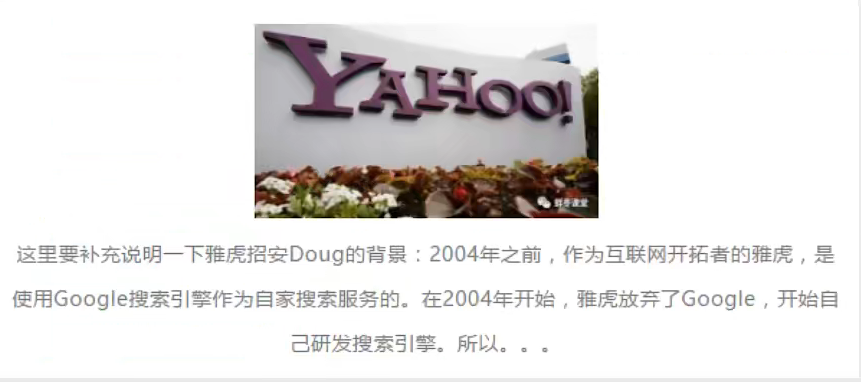 YAHOO!
鲜枣课堂
这里要补充说明一下雅虎招安Doug的背景：2004年之前，作为互联网开拓者的雅虎，是
使用Google搜索引擎作为自家搜索服务的。在2004年开始，雅虎放弃了Google，开始自
己研发搜索引擎。所以。。。